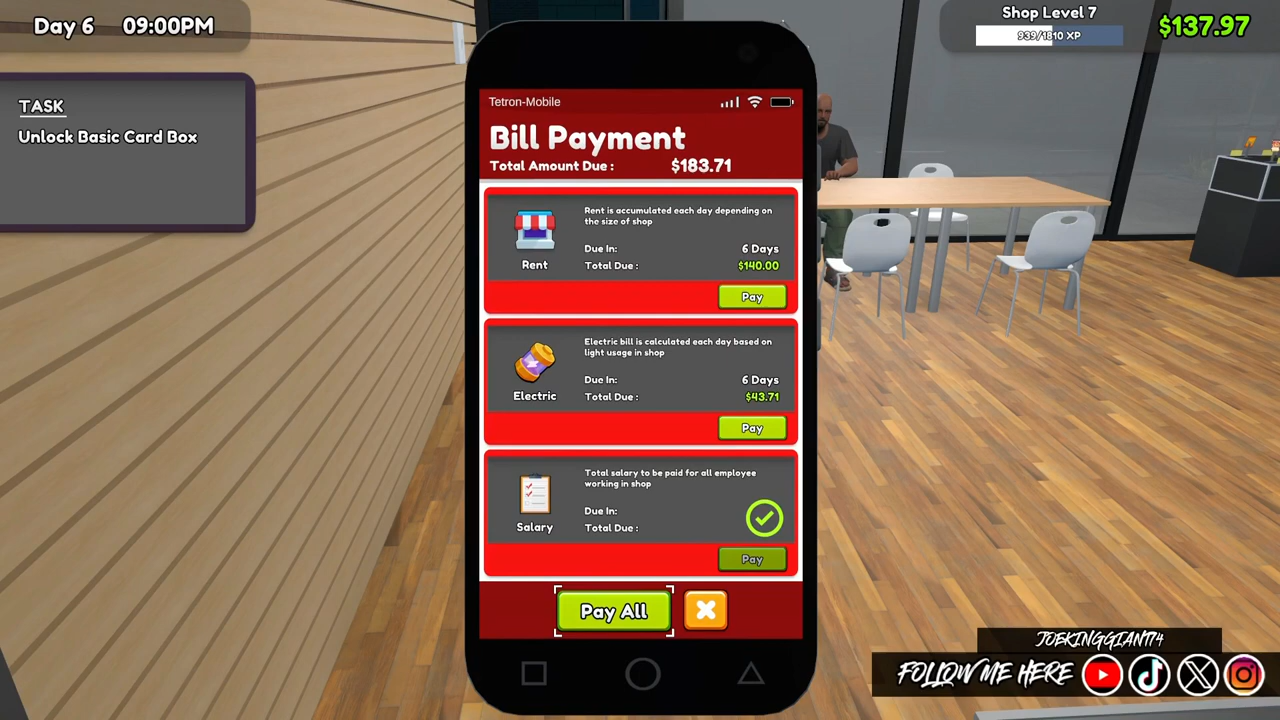 Day 6 09:00PM
TASK
Unlock Basic Card Box
Shop Level 7
939/1810 XP
$137.97
Tetron-Mobile
Bill Payment
Total Amount Due : $183.71
Rent is accumulated each day depending on
the size of shop
Due In: 6 Days
Total Due : $140.00
Rent
Pay
Electric bill is calculated each day based on
light usage in shop
Due In: 6 Days
Total Due : $43.71
Electric
Pay
Total salary to be paid for all employee
working in shop
Due In:
Total Due :
Salary
Pay
Pay All
JOEKINGGIANT74
FOLLOW ME HERE